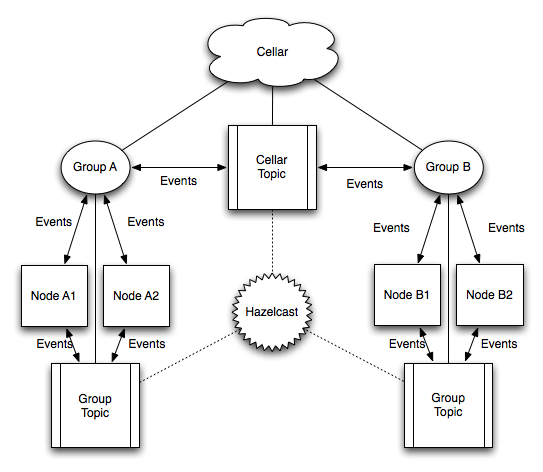 Cellar
Cellar
Topic
Group A
Group B
Events
Events
Events
Events
Events
Events
Node A1
Node A2
Node B1
Node B2
Hazelcast
Events
Events
Events
Events
Group
Topic
Group
Topic